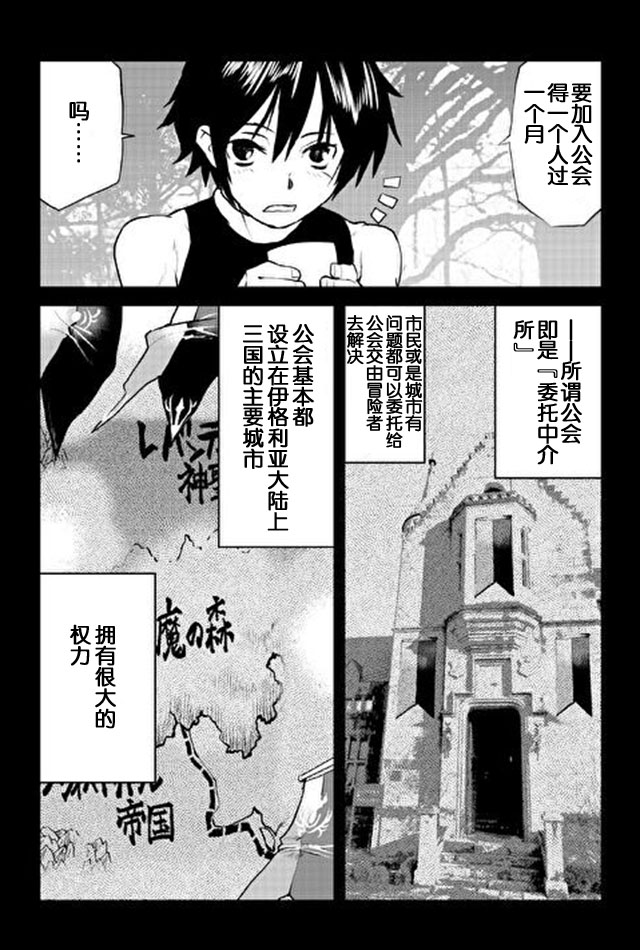 要加入公会
得一个人过
一个月
吗
……
——所谓公会
即是『委托中介
所』
市民或是城市有
问题都可以委托给
公会交由冒险者
去解决
公会基本都
设立在伊格利亚大陆上
三国的主要城市
神聖
魔の森
拥有很大的
权力
帝国